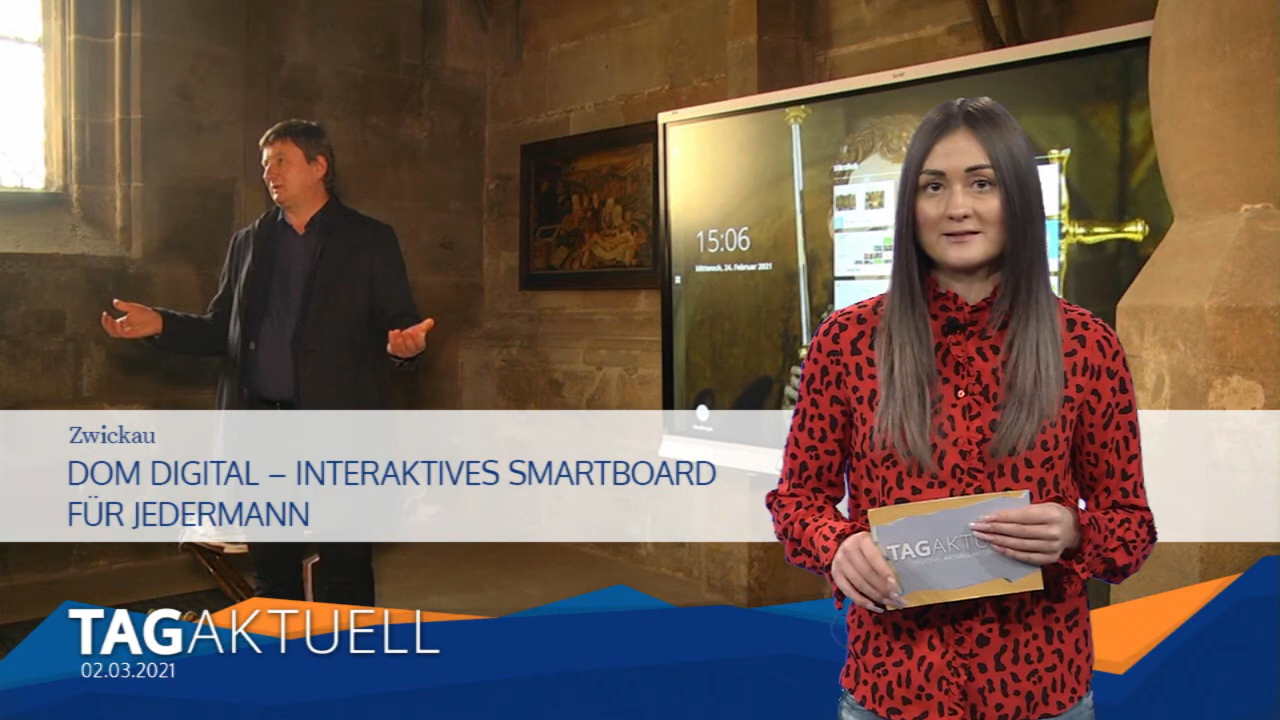 15:06
Mittwoch, 24. Februar 2021
Zwickau
DOM DIGITAL – INTERAKTIVES SMARTBOARD
FÜR JEDERMANN
TAGAKTU
TAGAKTUELL
02.03.2021